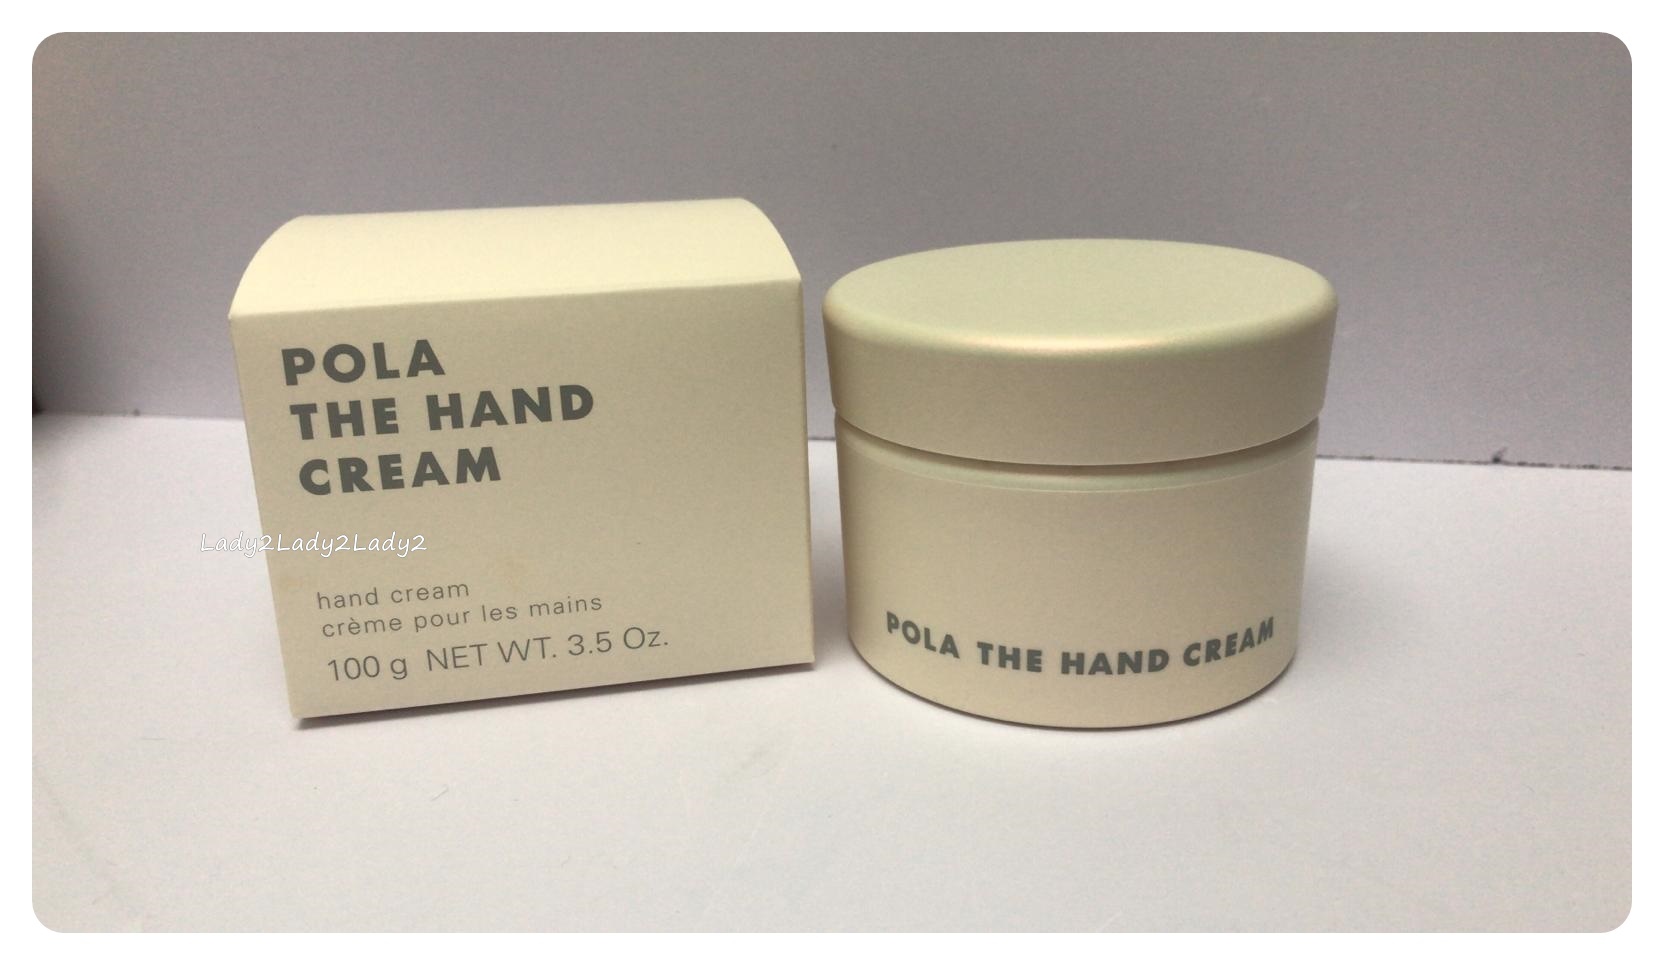 POLA
THE HAND
CREAM
Lady2Lady2Lady2
hand cream
crème pour les mains
100 g NET WT. 3.5 Oz.
POLA THE HAND CREAM